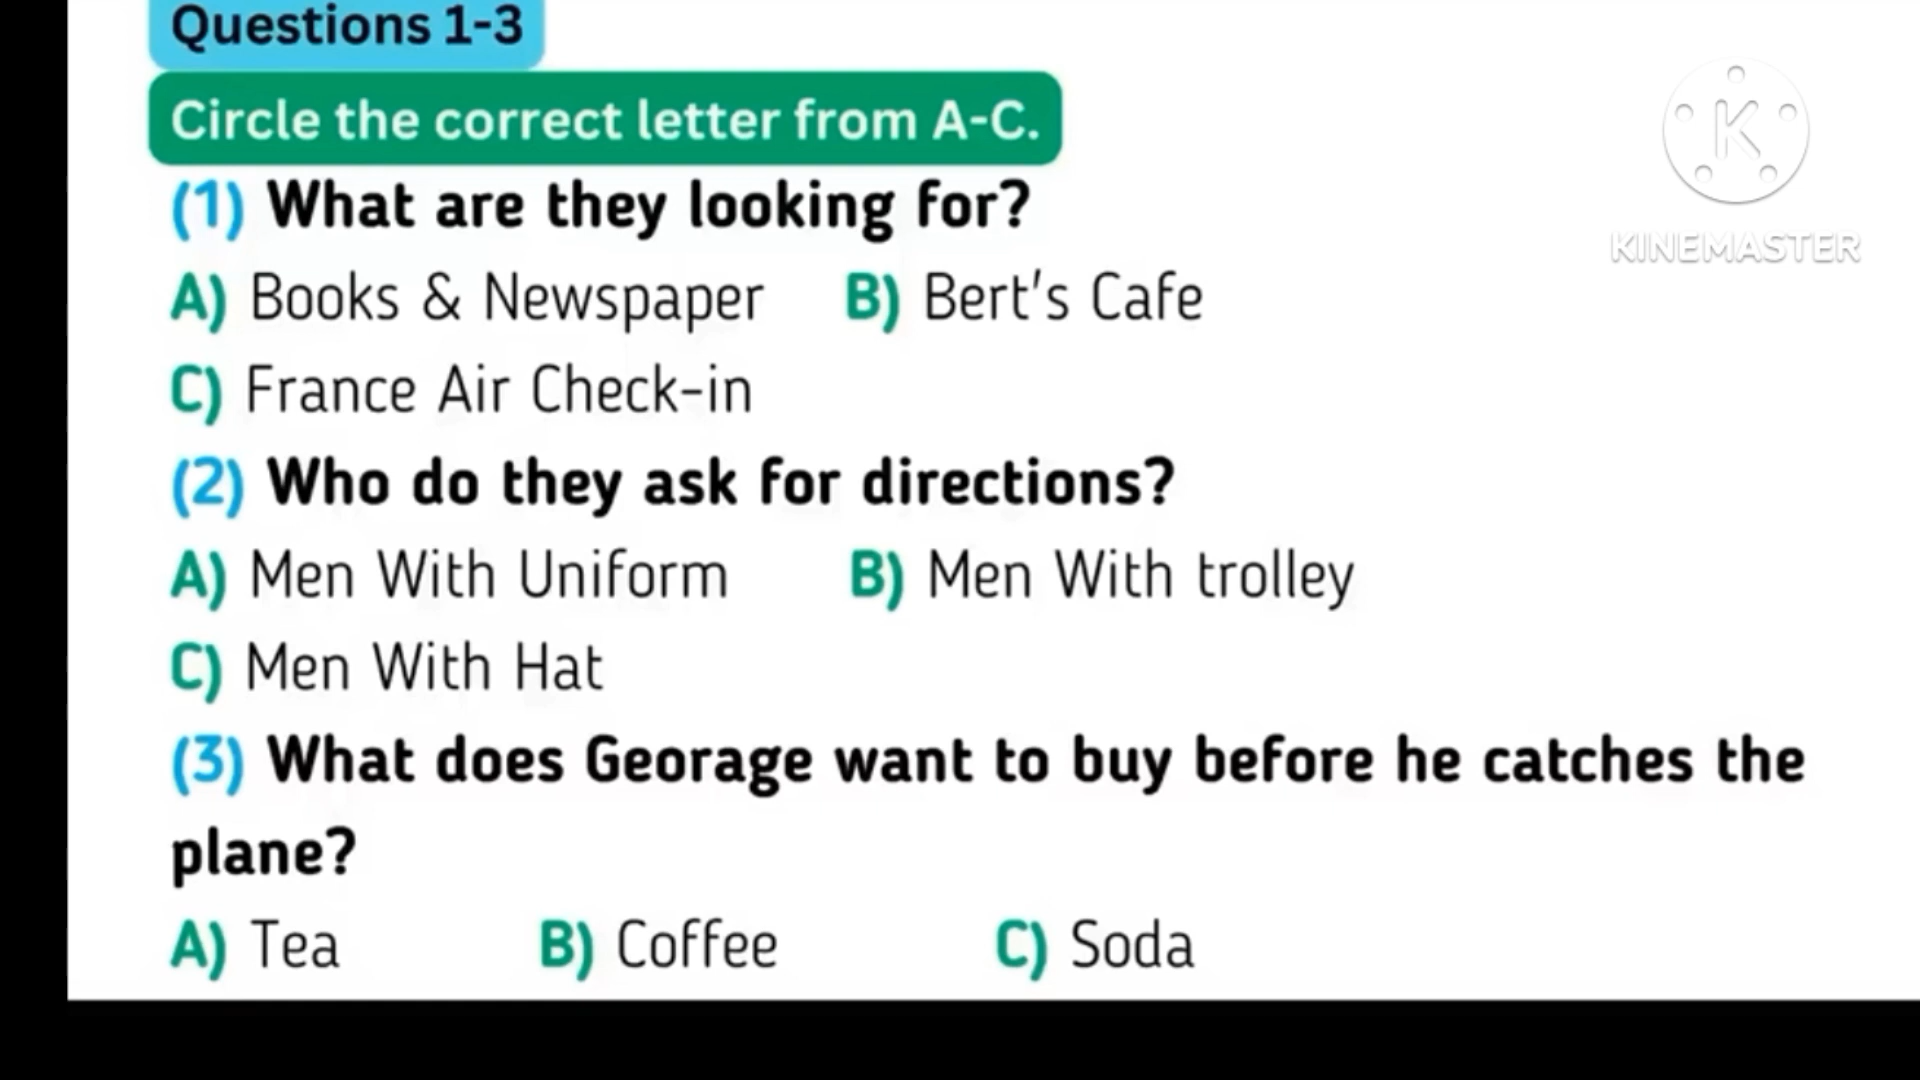 Questions 1-3
Circle the correct letter from A-C.
(1) What are they looking for?
A) Books & Newspaper B) Bert's Cafe
C) France Air Check-in
(2) Who do they ask for directions?
A) Men With Uniform B) Men With trolley
C) Men With Hat
(3) What does Georage want to buy before he catches the
plane?
A) Tea B) Coffee C) Soda
K
KINEMASTER